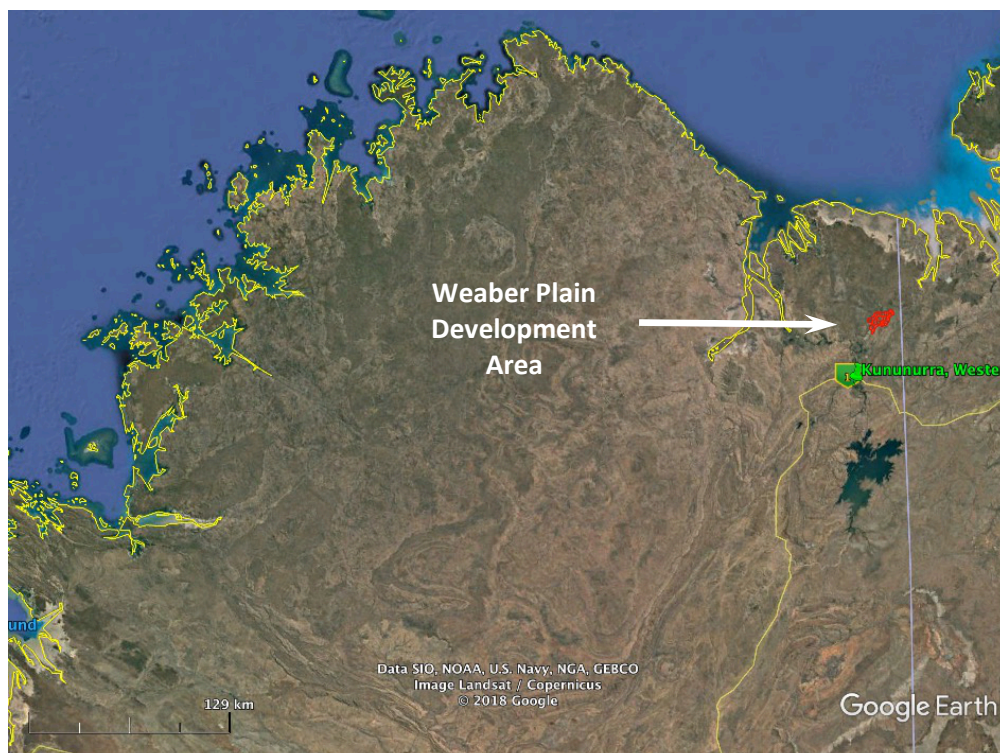 Weaber Plain
Development
Area
1
Kununurra, Weste
und
Data SIO, NOAA, U.S. Navy, NGA, GEBCO
Image Landsat / Copernicus
© 2018 Google
129 km
Google Earth